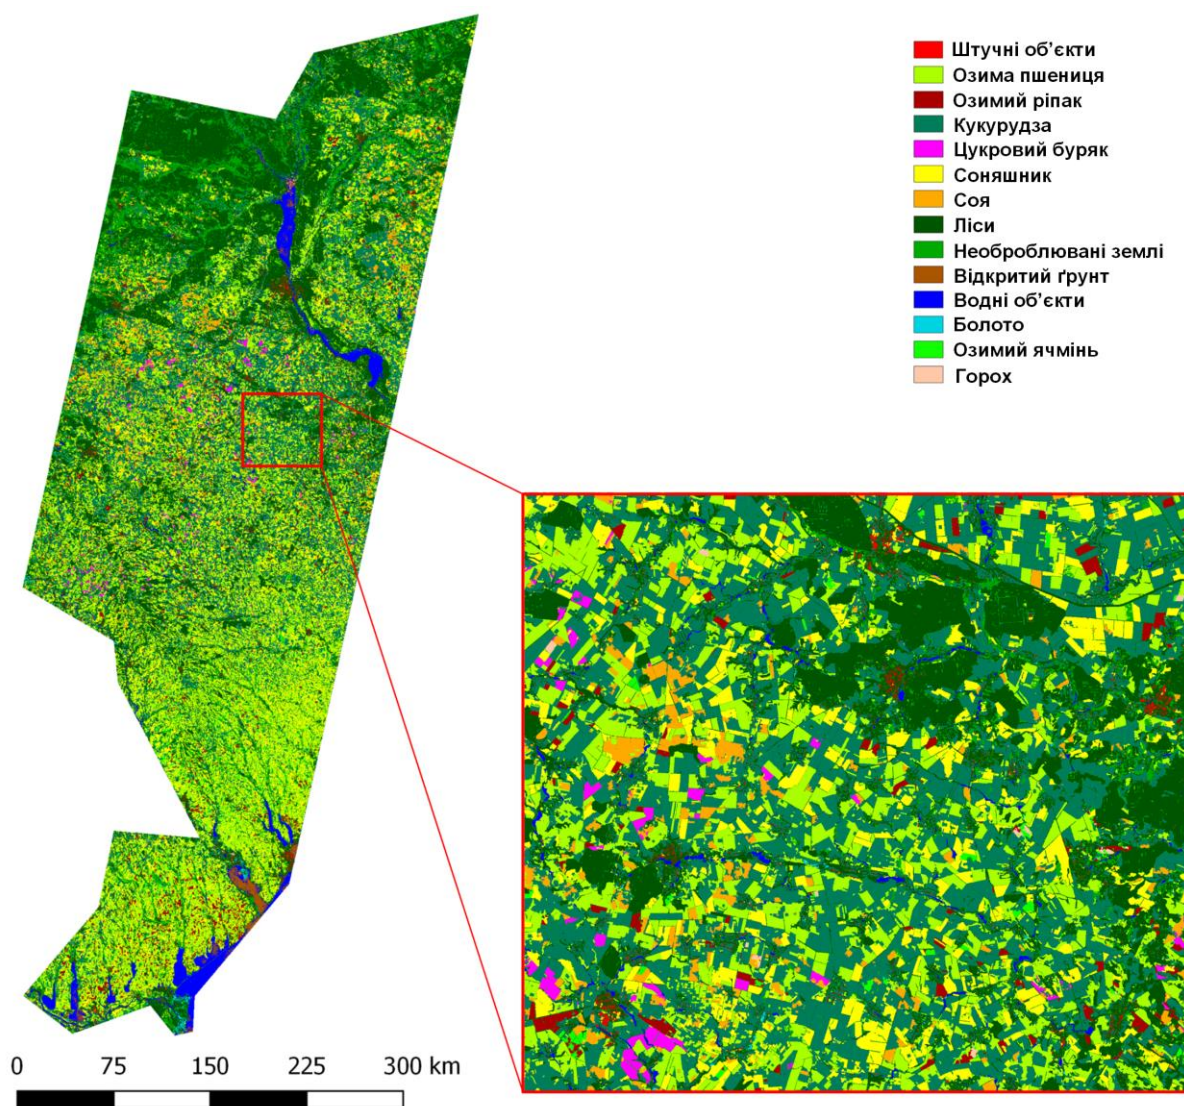 Штучні об’єкти
Озима пшениця
Озимий ріпак
Кукурудза
Цукровий буряк
Соняшник
Соя
Ліси
Необроблювані землі
Відкритий ґрунт
Водні об’єкти
Болото
Озимий ячмінь
Горох
0 75 150 225 300 km